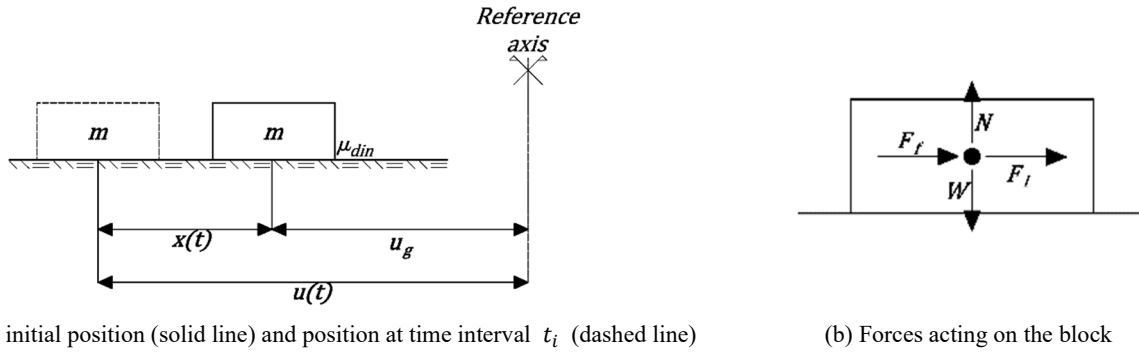 Reference
axis
m
m
μdin
x(t)
ug
u(t)
initial position (solid line) and position at time interval ti (dashed line)
N
Ff
FI
W
(b) Forces acting on the block